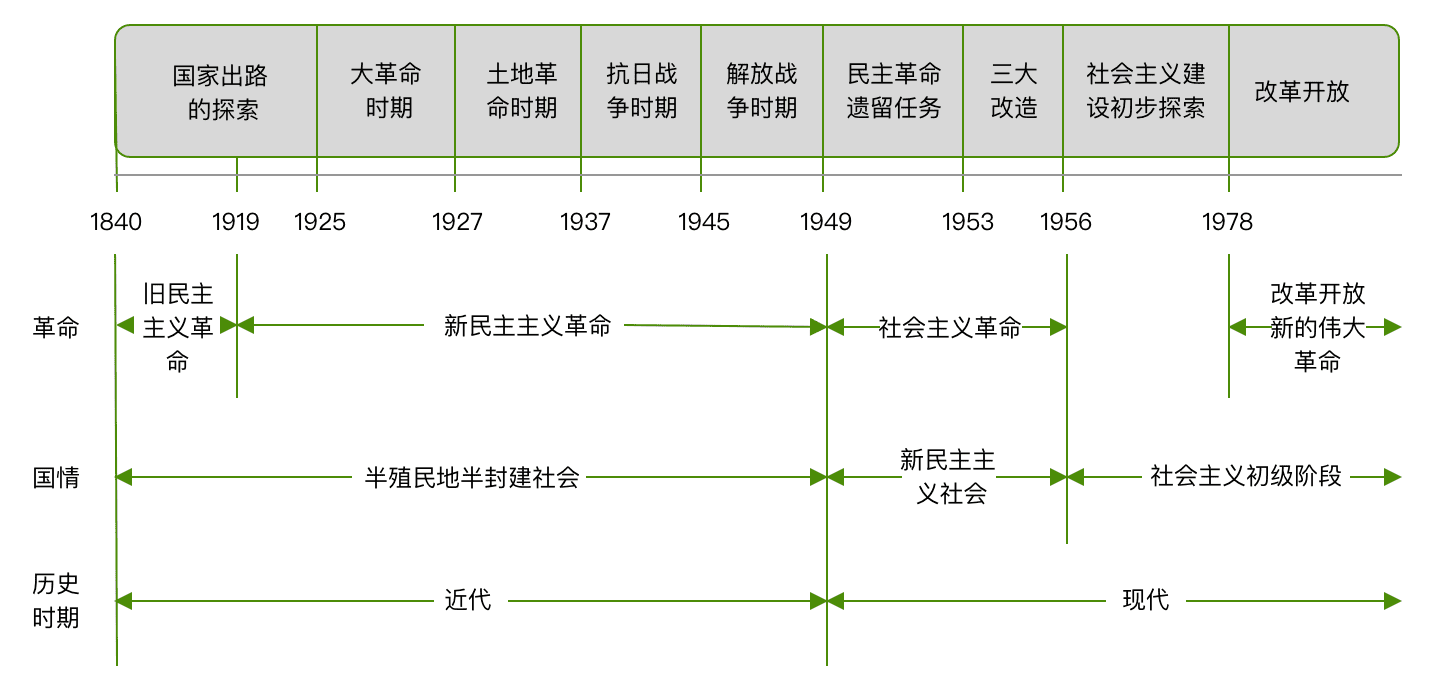 国家出路
的探索
大革命
时期
土地革
命时期
抗日战
争时期
解放战
争时期
民主革命
遗留任务
三大
改造
社会主义建
设初步探索
改革开放
1840
1919
1925
1927
1937
1945
1949
1953
1956
1978
革命
旧民主
主义革
命
新民主主义革命
社会主义革命
改革开放
新的伟大
革命
国情
半殖民地半封建社会
新民主主
义社会
社会主义初级阶段
历史
时期
近代
现代